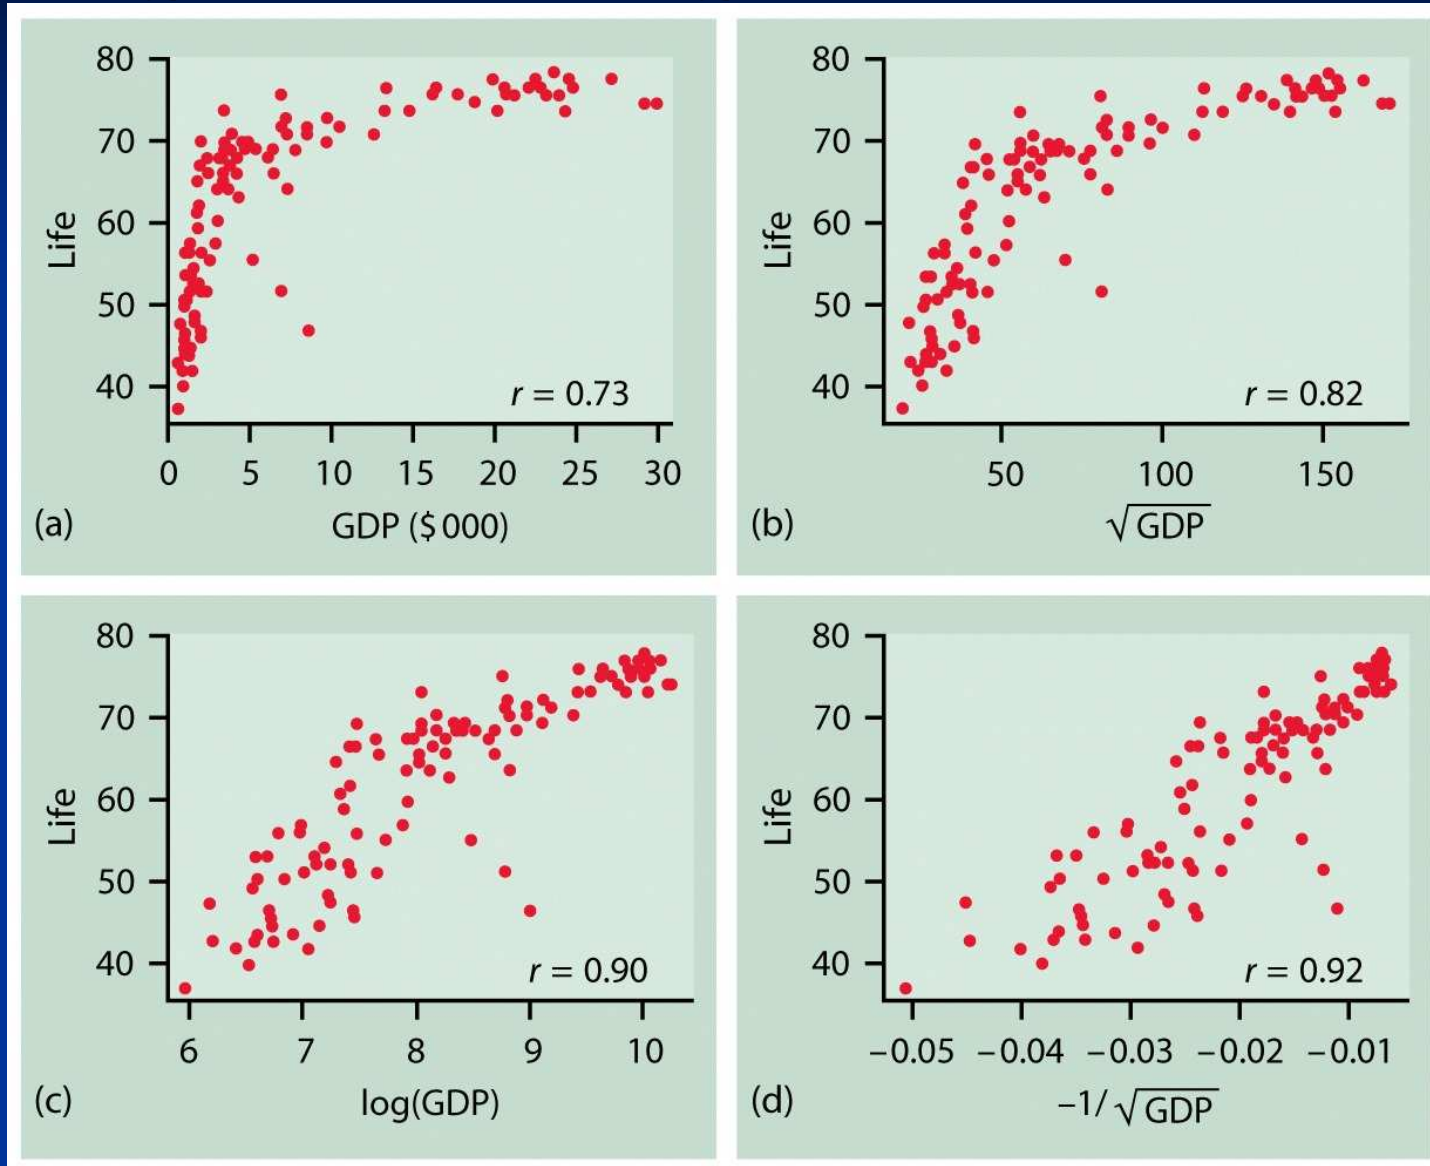 80
70
60
50
40
Life
r = 0.73
0 5 10 15 20 25 30
(a) GDP ($ 000)
80
70
60
50
40
Life
r = 0.82
50 100 150
(b) √GDP
80
70
60
50
40
Life
r = 0.90
6 7 8 9 10
(c) log(GDP)
80
70
60
50
40
Life
r = 0.92
−0.05 −0.04 −0.03 −0.02 −0.01
(d) −1/√GDP